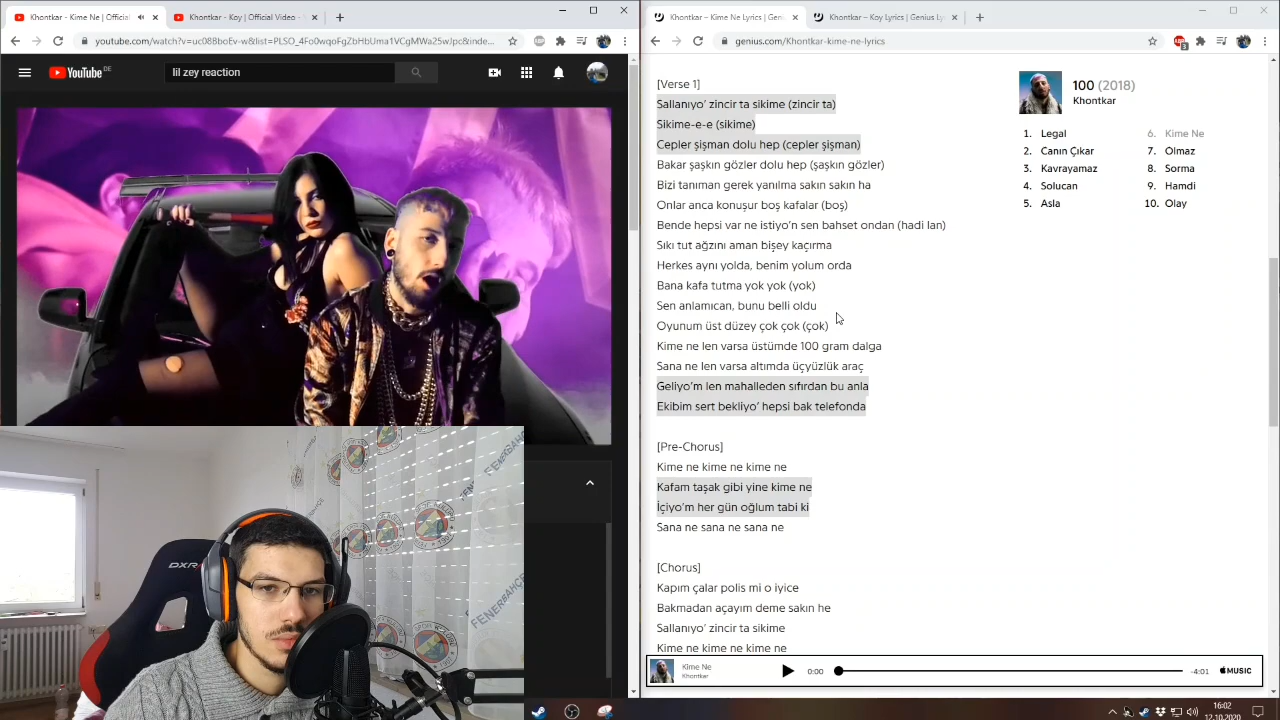 Khontkar - Kime Ne | Official
Khontkar - Koy | Official Video -
youtube.com/watch?v=uc088boEv-w&list=PLSO_4Fo0wqoFgZbHbUma1VCgMWa25wJpc&inde...
YouTube DE
lil zey reaction
FENERBAHÇE
DXR
Khontkar – Kime Ne Lyrics | Geni
Khontkar – Koy Lyrics | Genius Ly
genius.com/Khontkar-kime-ne-lyrics
3
[Verse 1]
Sallanıyo’ zincir ta sikime (zincir ta)
Sikime-e-e (sikime)
Cepler şişman dolu hep (cepler şişman)
Bakar şaşkın gözler dolu hep (şaşkın gözler)
Bizi tanıman gerek yanılma sakın sakın ha
Onlar anca konuşur boş kafalar (boş)
Bende hepsi var ne istiyo’n sen bahset ondan (hadi lan)
Sıkı tut ağzını aman bişey kaçırma
Herkes aynı yolda, benim yolum orda
Bana kafa tutma yok yok (yok)
Sen anlamıcan, bunu belli oldu
Oyunum üst düzey çok çok (çok)
Kime ne len varsa üstümde 100 gram dalga
Sana ne len varsa altımda üçyüzlük araç
Geliyo’m len mahalleden sıfırdan bu anla
Ekibim sert bekliyo’ hepsi bak telefonda
[Pre-Chorus]
Kime ne kime ne kime ne
Kafam taşak gibi yine kime ne
İçiyo’m her gün oğlum tabi ki
Sana ne sana ne sana ne
[Chorus]
Kapım çalar polis mi o iyice
Bakmadan açayım deme sakın he
Sallanıyo’ zincir ta sikime
Kime ne kime ne kime ne
100 (2018)
Khontkar
1. Legal
2. Canın Çıkar
3. Kavrayamaz
4. Solucan
5. Asla
6. Kime Ne
7. Olmaz
8. Sorma
9. Hamdi
10. Olay
Kime Ne
Khontkar
0:00
-4:01
MUSIC
16:02
12.10.2020